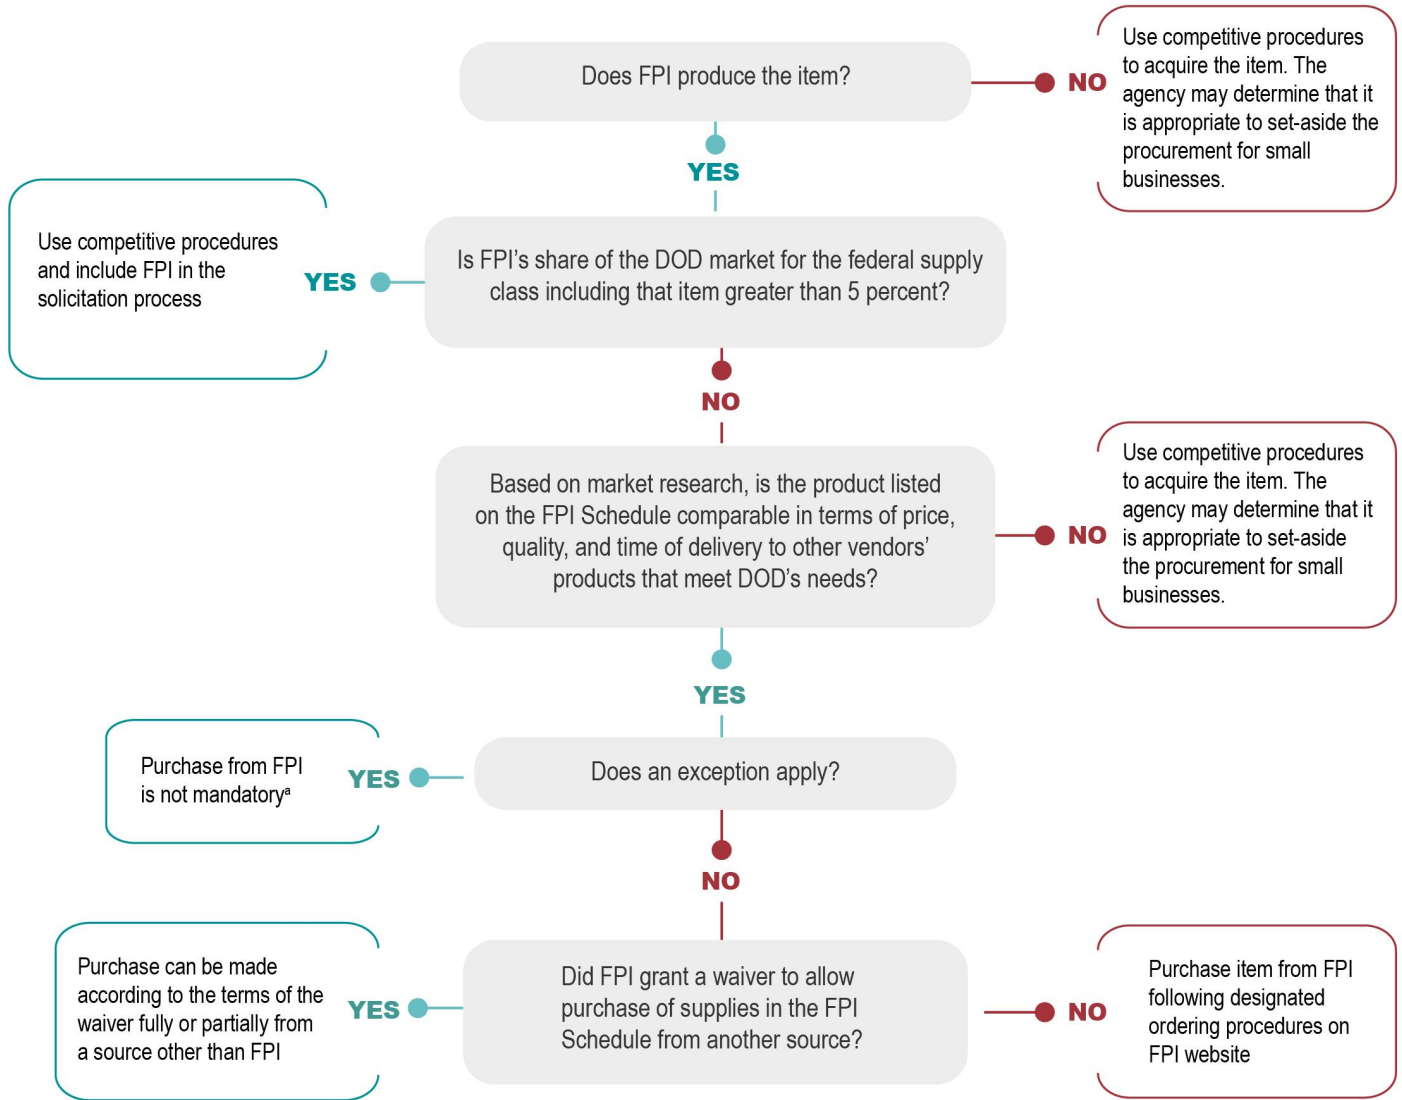 Does FPI produce the item?
NO
Use competitive procedures
to acquire the item. The
agency may determine that it
is appropriate to set-aside the
procurement for small
businesses.
YES
Is FPI’s share of the DOD market for the federal supply
class including that item greater than 5 percent?
YES
Use competitive procedures
and include FPI in the
solicitation process
NO
Based on market research, is the product listed
on the FPI Schedule comparable in terms of price,
quality, and time of delivery to other vendors’
products that meet DOD’s needs?
NO
Use competitive procedures
to acquire the item. The
agency may determine that it
is appropriate to set-aside
the procurement for small
businesses.
YES
Does an exception apply?
YES
Purchase from FPI
is not mandatoryª
NO
Did FPI grant a waiver to allow
purchase of supplies in the FPI
Schedule from another source?
YES
Purchase can be made
according to the terms of the
waiver fully or partially from
a source other than FPI
NO
Purchase item from FPI
following designated
ordering procedures on
FPI website